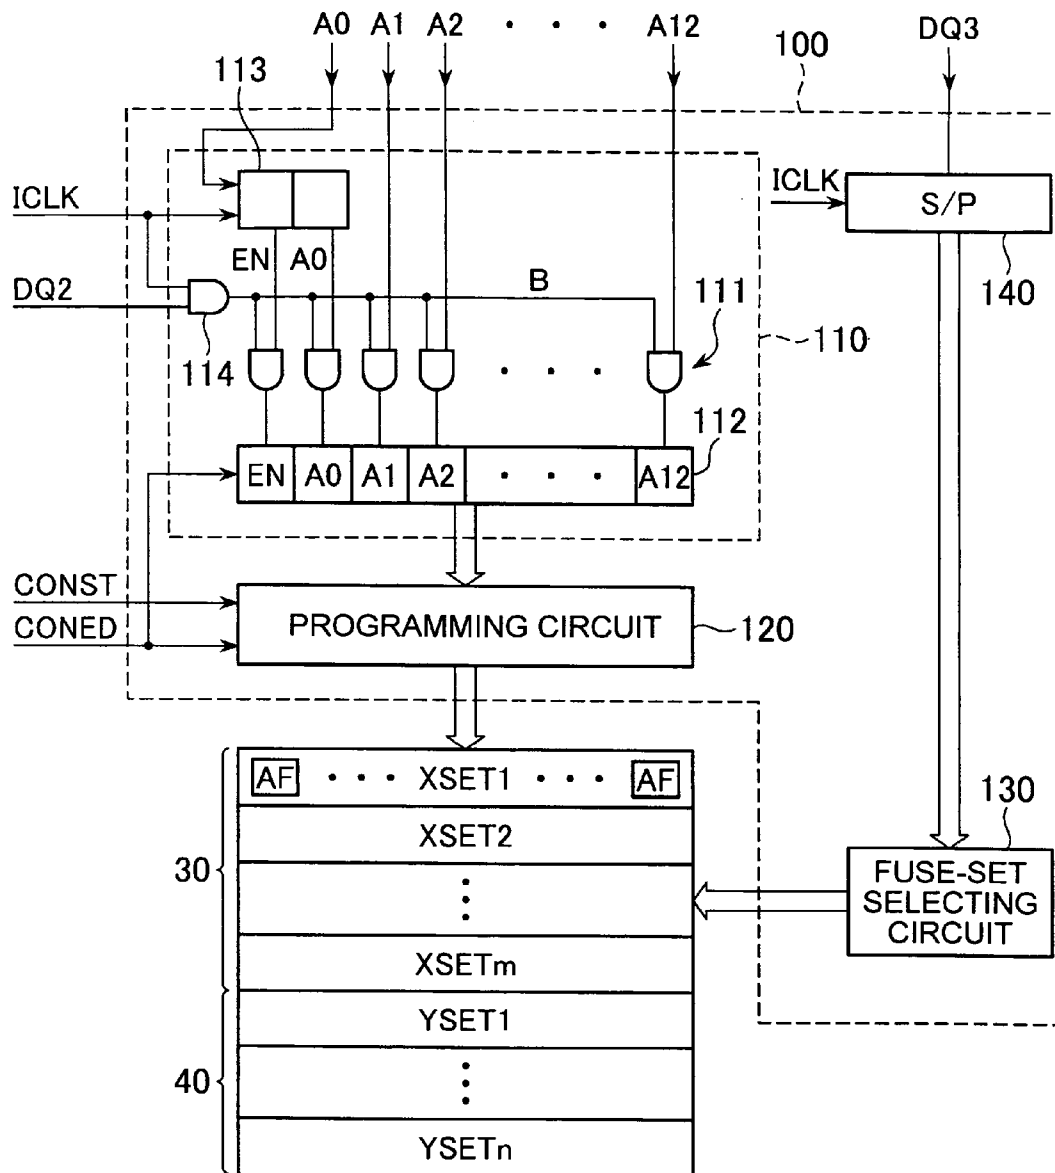 A0 A1 A2 · · · A12 DQ3
113
100
ICLK
ICLK
S/P
EN A0
140
DQ2
B
111
114
110
112
EN A0 A1 A2 · · · A12
CONST
CONED
PROGRAMMING CIRCUIT
120
AF · · · XSET1 · · · AF
XSET2
30
130
FUSE-SET
SELECTING
CIRCUIT
XSETm
YSET1
40
YSETn